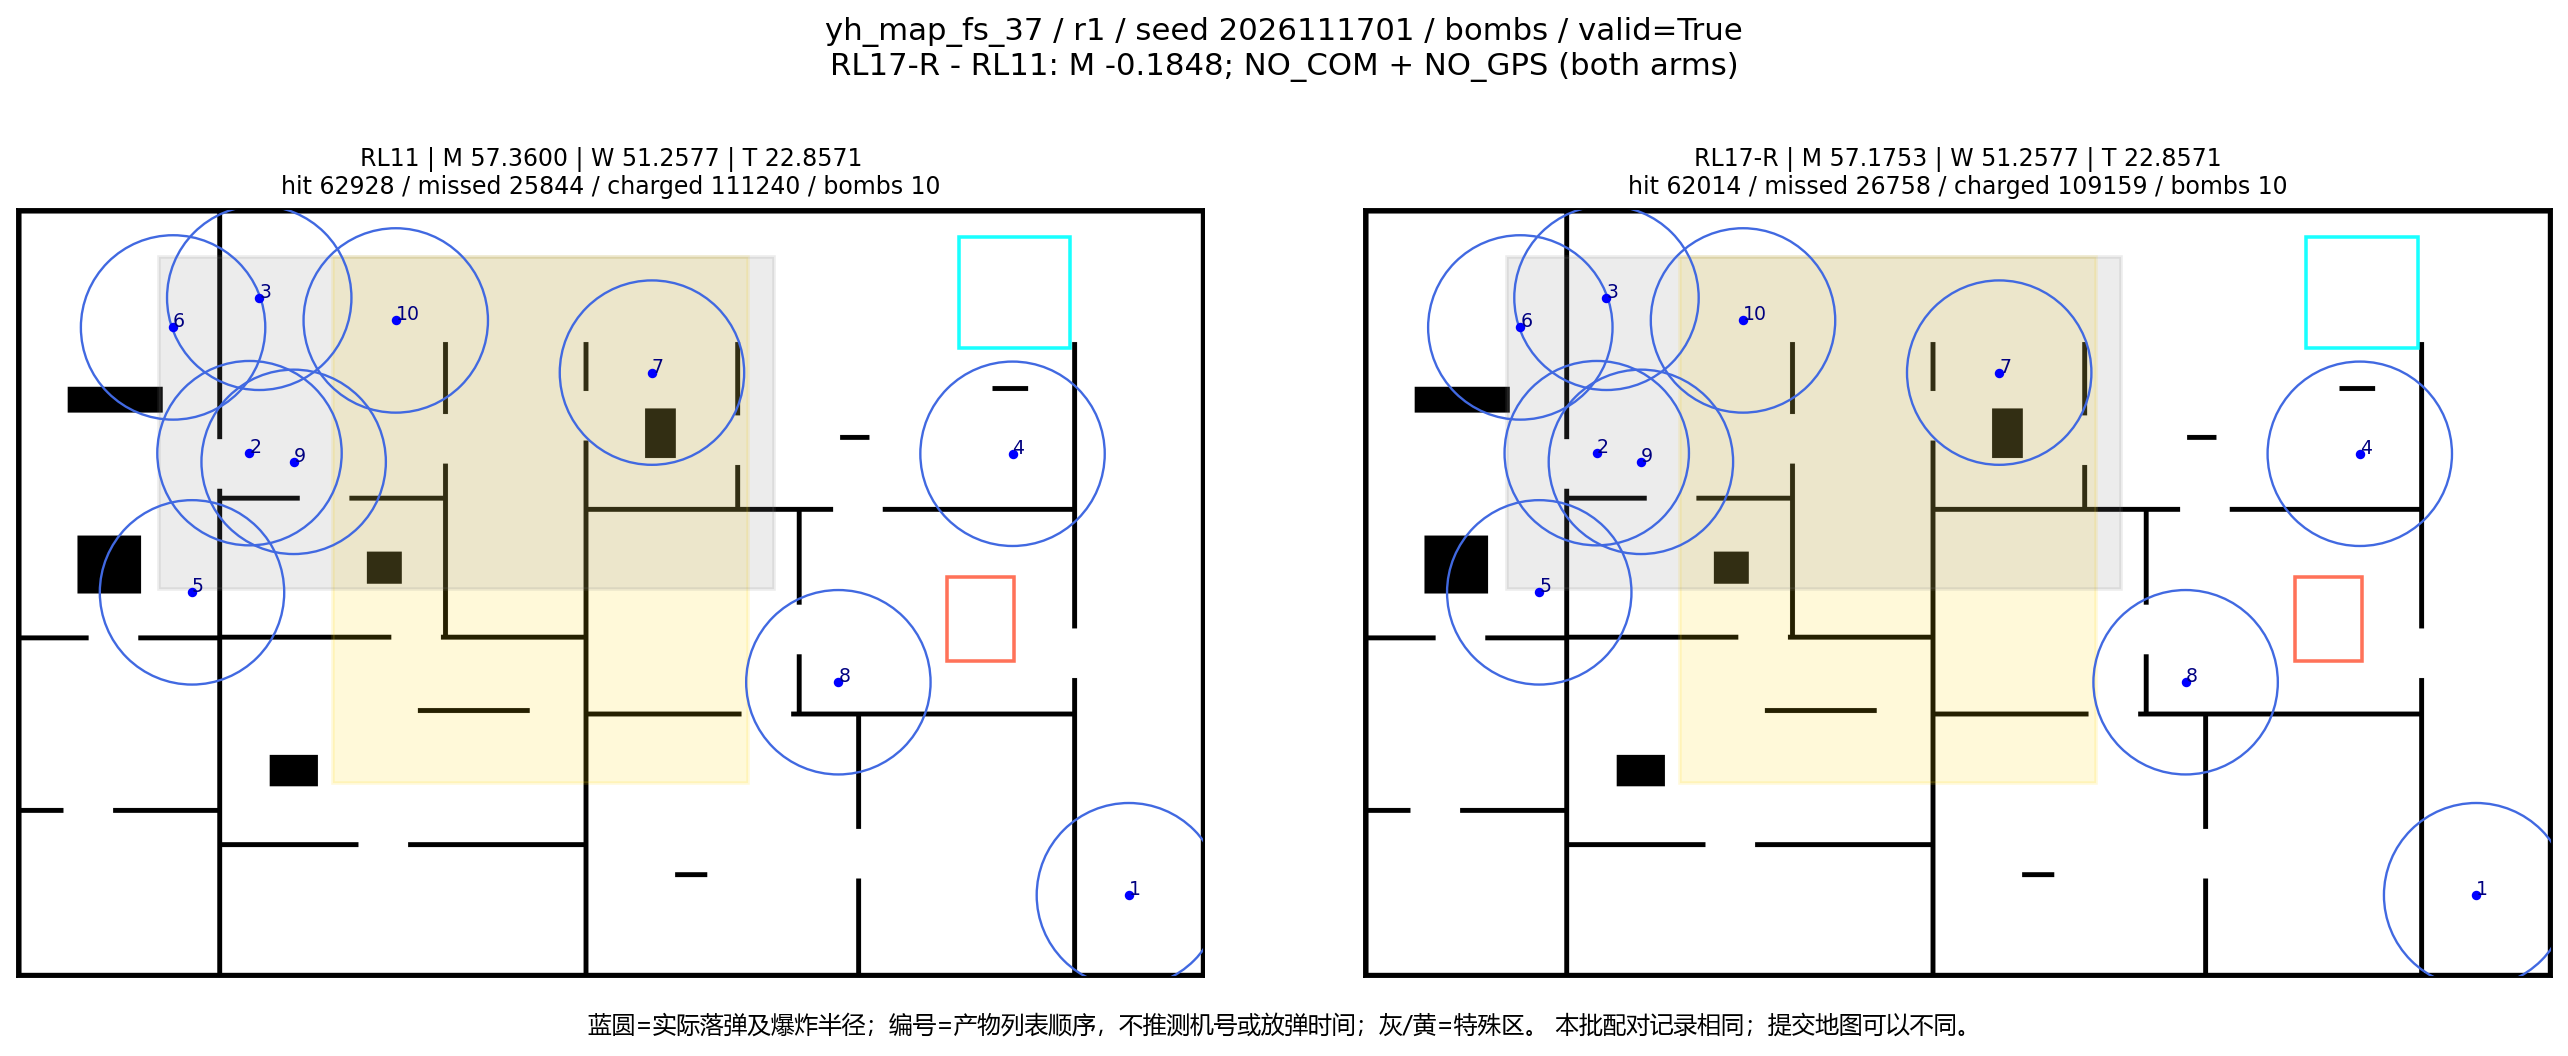 yh_map_fs_37 / r1 / seed 2026111701 / bombs / valid=True
RL17-R - RL11: M -0.1848; NO_COM + NO_GPS (both arms)
RL11 | M 57.3600 | W 51.2577 | T 22.8571
hit 62928 / missed 25844 / charged 111240 / bombs 10
3
6
10
7
2
9
4
5
8
1
RL17-R | M 57.1753 | W 51.2577 | T 22.8571
hit 62014 / missed 26758 / charged 109159 / bombs 10
3
6
10
7
2
9
4
5
8
1
蓝圆=实际落弹及爆炸半径；编号=产物列表顺序，不推测机号或放弹时间；灰/黄=特殊区。 本批配对记录相同；提交地图可以不同。